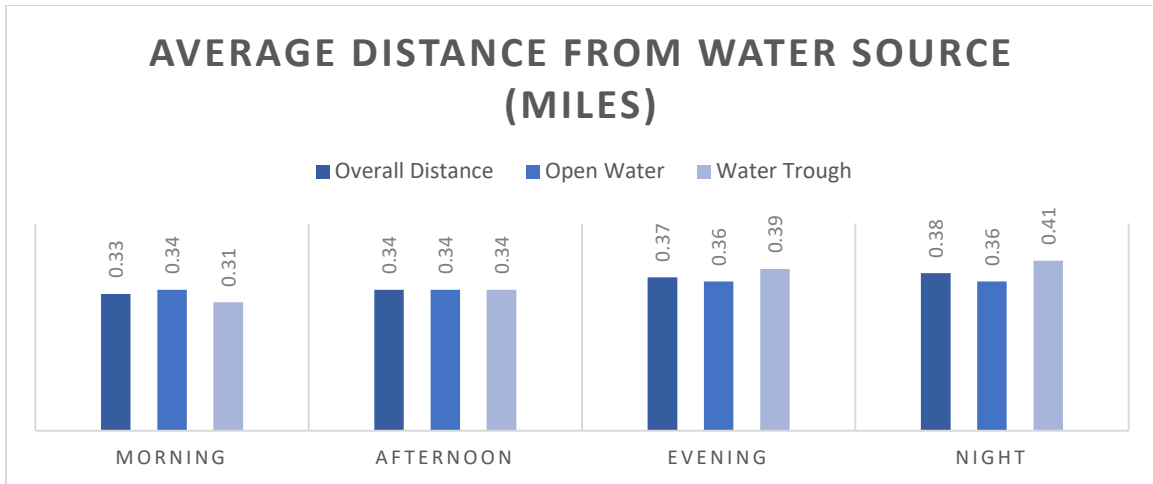 AVERAGE DISTANCE FROM WATER SOURCE
(MILES)
Overall Distance Open Water Water Trough
0.33 0.34 0.31 0.34 0.34 0.34 0.37 0.36 0.39 0.38 0.36 0.41
MORNING AFTERNOON EVENING NIGHT